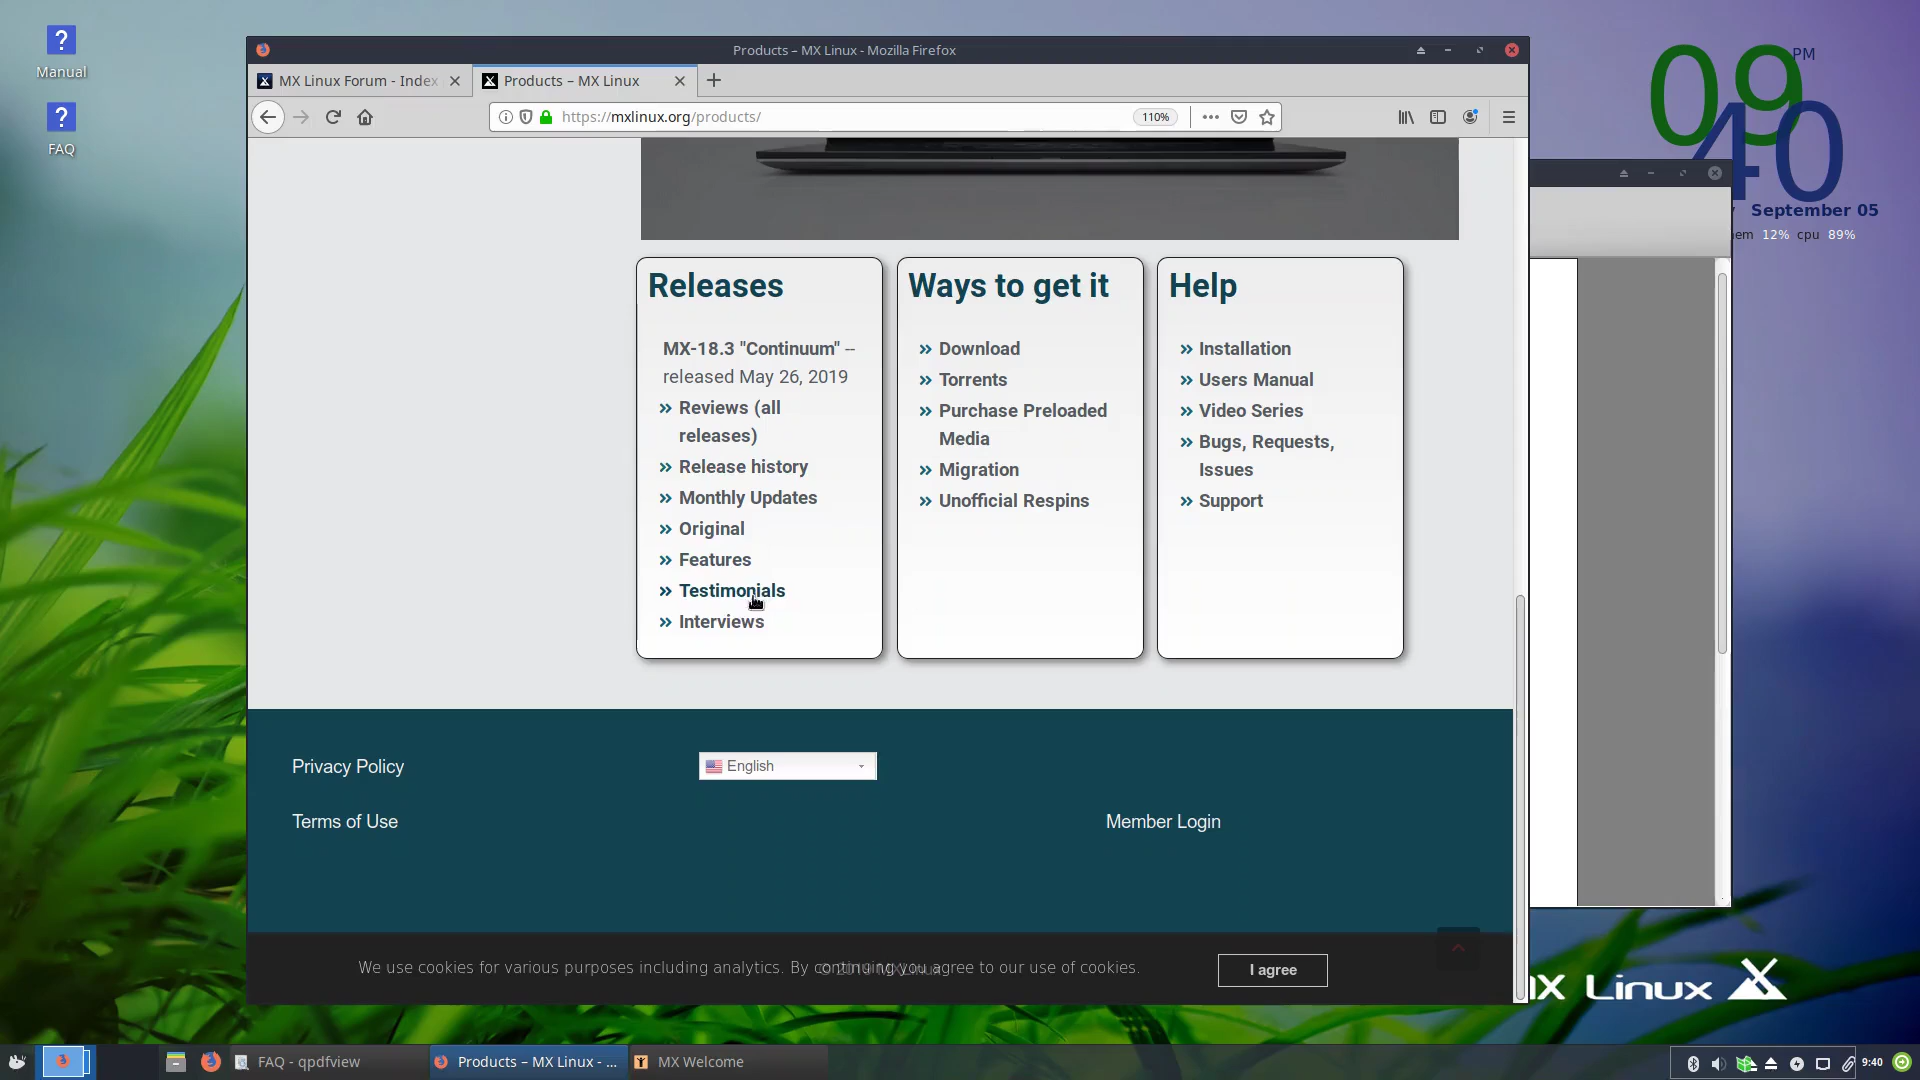 Manual
FAQ
Products – MX Linux - Mozilla Firefox
MX Linux Forum - Index
Products – MX Linux
https://mxlinux.org/products/
110%
Releases
MX-18.3 "Continuum" --
released May 26, 2019
Reviews (all
releases)
Release history
Monthly Updates
Original
Features
Testimonials
Interviews
Ways to get it
Download
Torrents
Purchase Preloaded
Media
Migration
Unofficial Respins
Help
Installation
Users Manual
Video Series
Bugs, Requests,
Issues
Support
Privacy Policy
English
Terms of Use
Member Login
We use cookies for various purposes including analytics. By continuing you agree to our use of cookies.
I agree
09 PM
40
September 05
12% cpu 89%
MX Linux
FAQ - qpdfview
Products – MX Linux - ...
MX Welcome
9:40